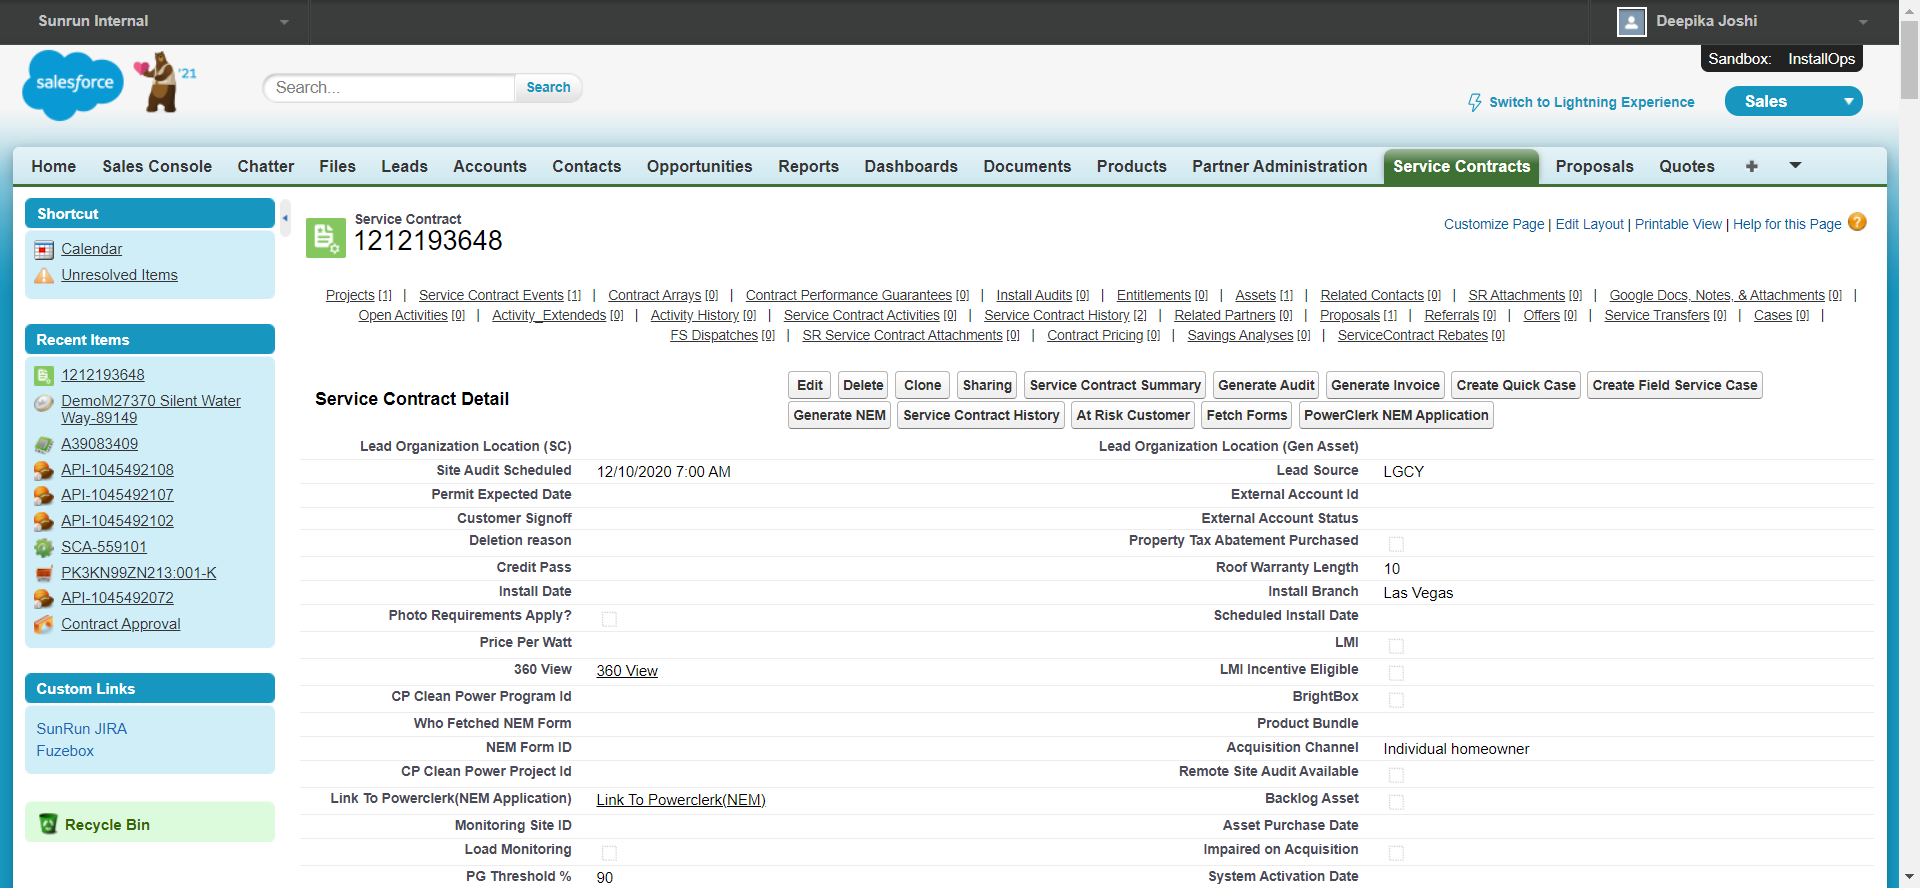 Sunrun Internal
Deepika Joshi
Sandbox: InstallOps
salesforce '21
Search...
Search
Switch to Lightning Experience
Sales
Home Sales Console Chatter Files Leads Accounts Contacts Opportunities Reports Dashboards Documents Products Partner Administration Service Contracts Proposals Quotes +
Shortcut
Calendar
Unresolved Items
Recent Items
1212193648
DemoM27370 Silent Water
Way-89149
A39083409
API-1045492108
API-1045492107
API-1045492102
SCA-559101
PK3KN99ZN213:001-K
API-1045492072
Contract Approval
Custom Links
SunRun JIRA
Fuzebox
Recycle Bin
Service Contract
1212193648
Customize Page | Edit Layout | Printable View | Help for this Page ?
Projects [1] | Service Contract Events [1] | Contract Arrays [0] | Contract Performance Guarantees [0] | Install Audits [0] | Entitlements [0] | Assets [1] | Related Contacts [0] | SR Attachments [0] | Google Docs, Notes, & Attachments [0] |
Open Activities [0] | Activity_Extendeds [0] | Activity History [0] | Service Contract Activities [0] | Service Contract History [2] | Related Partners [0] | Proposals [1] | Referrals [0] | Offers [0] | Service Transfers [0] | Cases [0] |
FS Dispatches [0] | SR Service Contract Attachments [0] | Contract Pricing [0] | Savings Analyses [0] | ServiceContract Rebates [0]
Service Contract Detail
Edit Delete Clone Sharing Service Contract Summary Generate Audit Generate Invoice Create Quick Case Create Field Service Case
Generate NEM Service Contract History At Risk Customer Fetch Forms PowerClerk NEM Application
Lead Organization Location (SC) Lead Organization Location (Gen Asset)
Site Audit Scheduled 12/10/2020 7:00 AM Lead Source LGCY
Permit Expected Date External Account Id
Customer Signoff External Account Status
Deletion reason Property Tax Abatement Purchased
Credit Pass Roof Warranty Length 10
Install Date Install Branch Las Vegas
Photo Requirements Apply? Scheduled Install Date
Price Per Watt LMI
360 View 360 View LMI Incentive Eligible
CP Clean Power Program Id BrightBox
Who Fetched NEM Form Product Bundle
NEM Form ID Acquisition Channel Individual homeowner
CP Clean Power Project Id Remote Site Audit Available
Link To Powerclerk(NEM Application) Link To Powerclerk(NEM) Backlog Asset
Monitoring Site ID Asset Purchase Date
Load Monitoring Impaired on Acquisition
PG Threshold % 90 System Activation Date